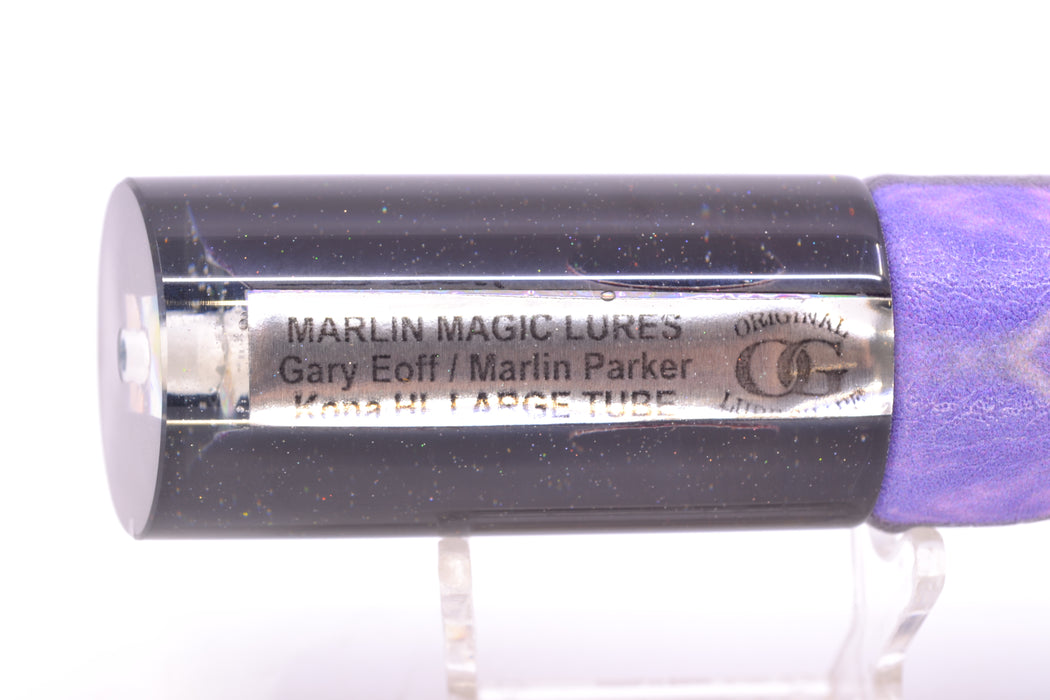 MARLIN MAGIC LURES
Gary Eoff / Marlin Parker
Kona HI LARGE TUBE
ORIGINAL
OG